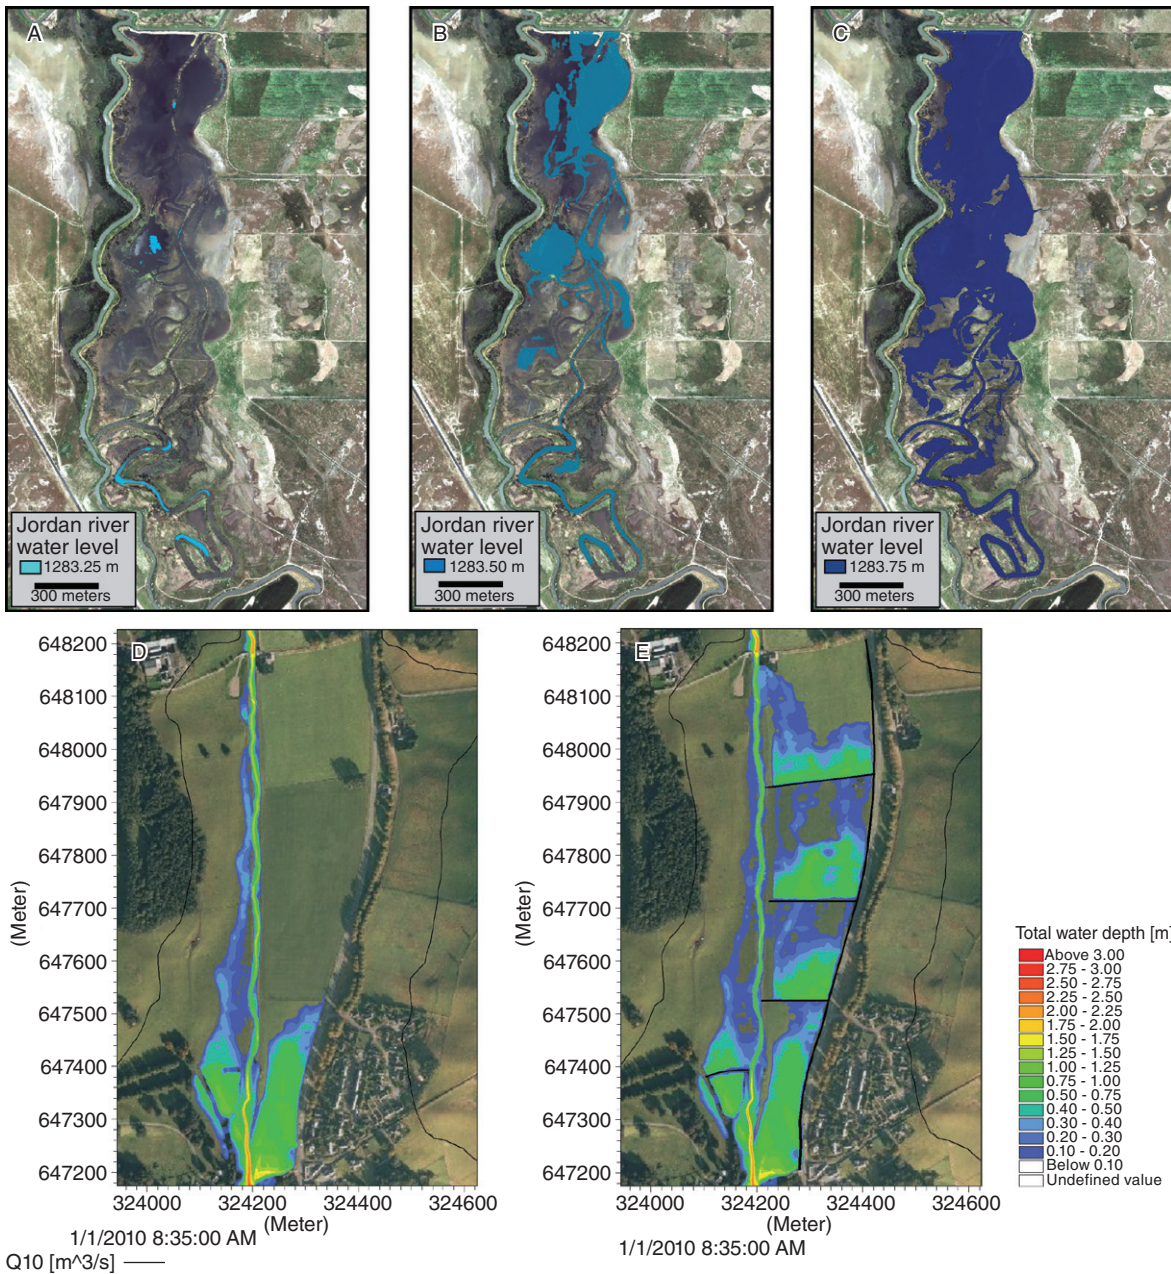 A
B
C
Jordan river
water level
1283.25 m
300 meters
Jordan river
water level
1283.50 m
300 meters
Jordan river
water level
1283.75 m
300 meters
D
648200
648100
648000
647900
647800
647700
647600
647500
647400
647300
647200
(Meter)
324000
324200
324400
324600
(Meter)
1/1/2010 8:35:00 AM
Q10 [m^3/s]
E
648200
648100
648000
647900
647800
647700
647600
647500
647400
647300
647200
(Meter)
324000
324200
324400
324600
(Meter)
1/1/2010 8:35:00 AM
Total water depth [m]
Above 3.00
2.75 - 3.00
2.50 - 2.75
2.25 - 2.50
2.00 - 2.25
1.75 - 2.00
1.50 - 1.75
1.25 - 1.50
1.00 - 1.25
0.75 - 1.00
0.50 - 0.75
0.40 - 0.50
0.30 - 0.40
0.20 - 0.30
0.10 - 0.20
Below 0.10
Undefined value